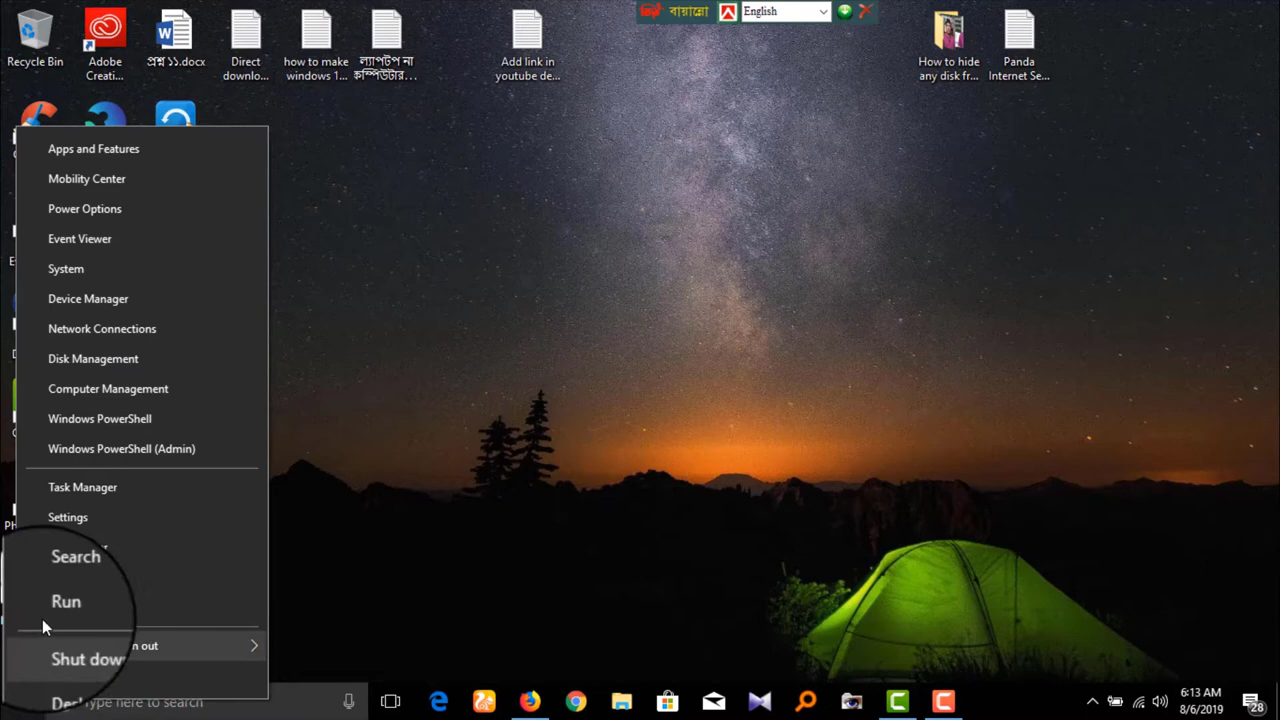 বায়ান্নো
English
Recycle Bin
Adobe
Creati...
প্রশ্ন ১১.docx
Direct
downlo...
how to make
windows 1...
ল্যাপটপ না
কম্পিউটার...
Add link in
youtube de...
How to hide
any disk fr...
Panda
Internet Se...
Apps and Features
Mobility Center
Power Options
Event Viewer
System
Device Manager
Network Connections
Disk Management
Computer Management
Windows PowerShell
Windows PowerShell (Admin)
Task Manager
Settings
Search
Run
n out
Shut dow
pe here to search
8:13 AM
8/6/2019
28